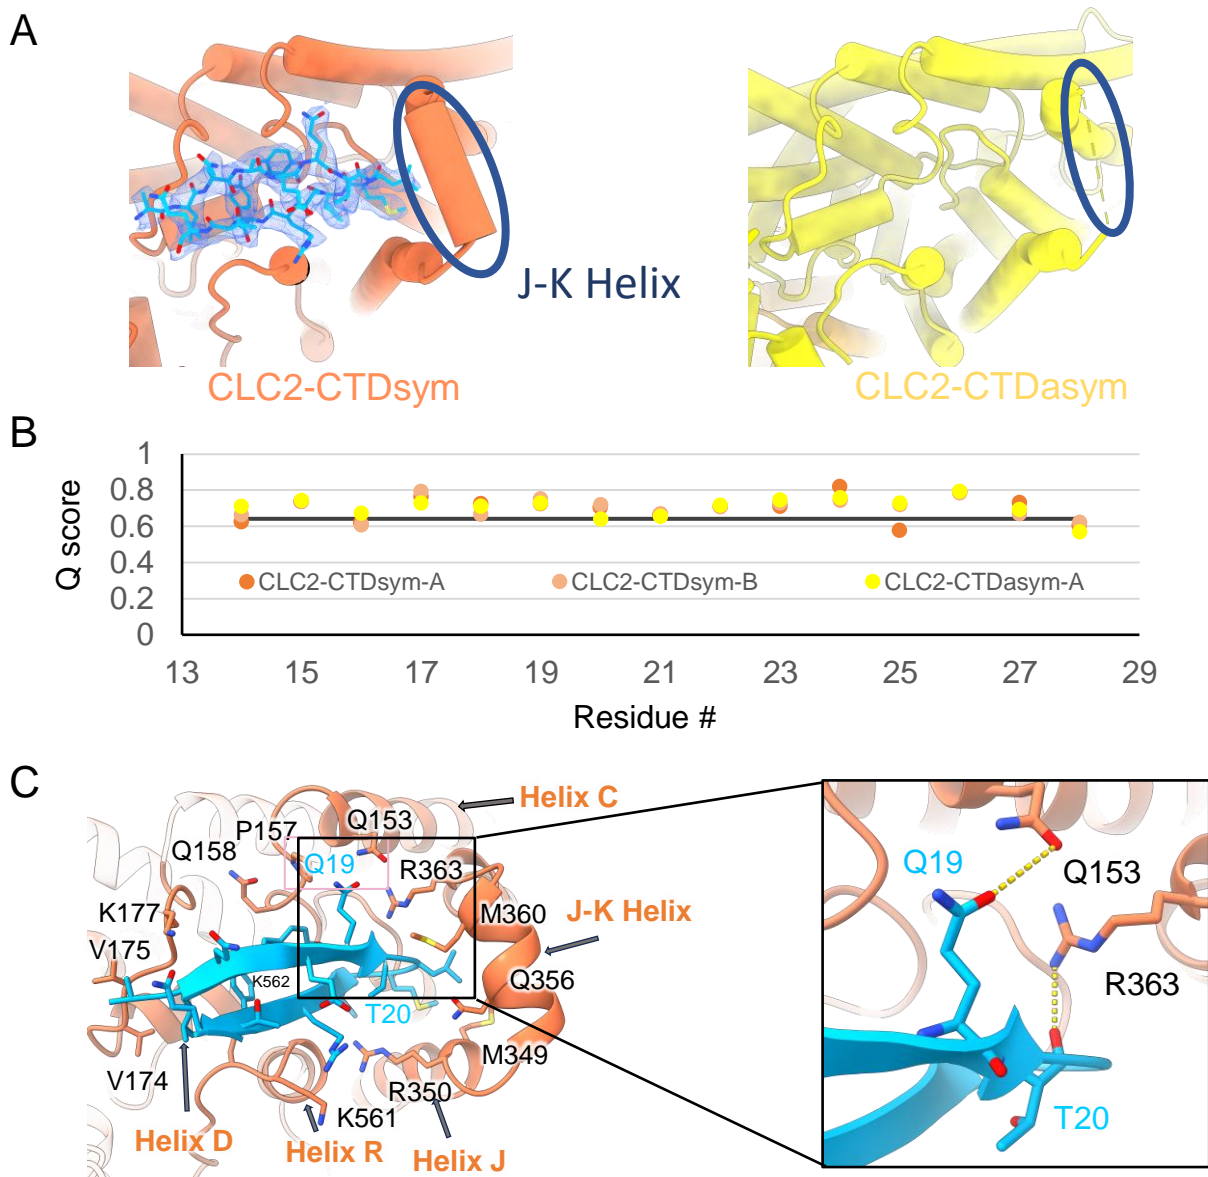 A
J-K Helix
CLC2-CTDsym
CLC2-CTDasym
B
Q score
1
0.8
0.6
0.4
0.2
0
CLC2-CTDsym-A
CLC2-CTDsym-B
CLC2-CTDasym-A
13 15 17 19 21 23 25 27 29
Residue #
C
Helix C
Q153
P157
Q158
Q19
R363
K177
M360
J-K Helix
V175
Q356
K562
T20
M349
V174
R350
K561
Helix D
Helix R
Helix J
Q19
Q153
R363
T20